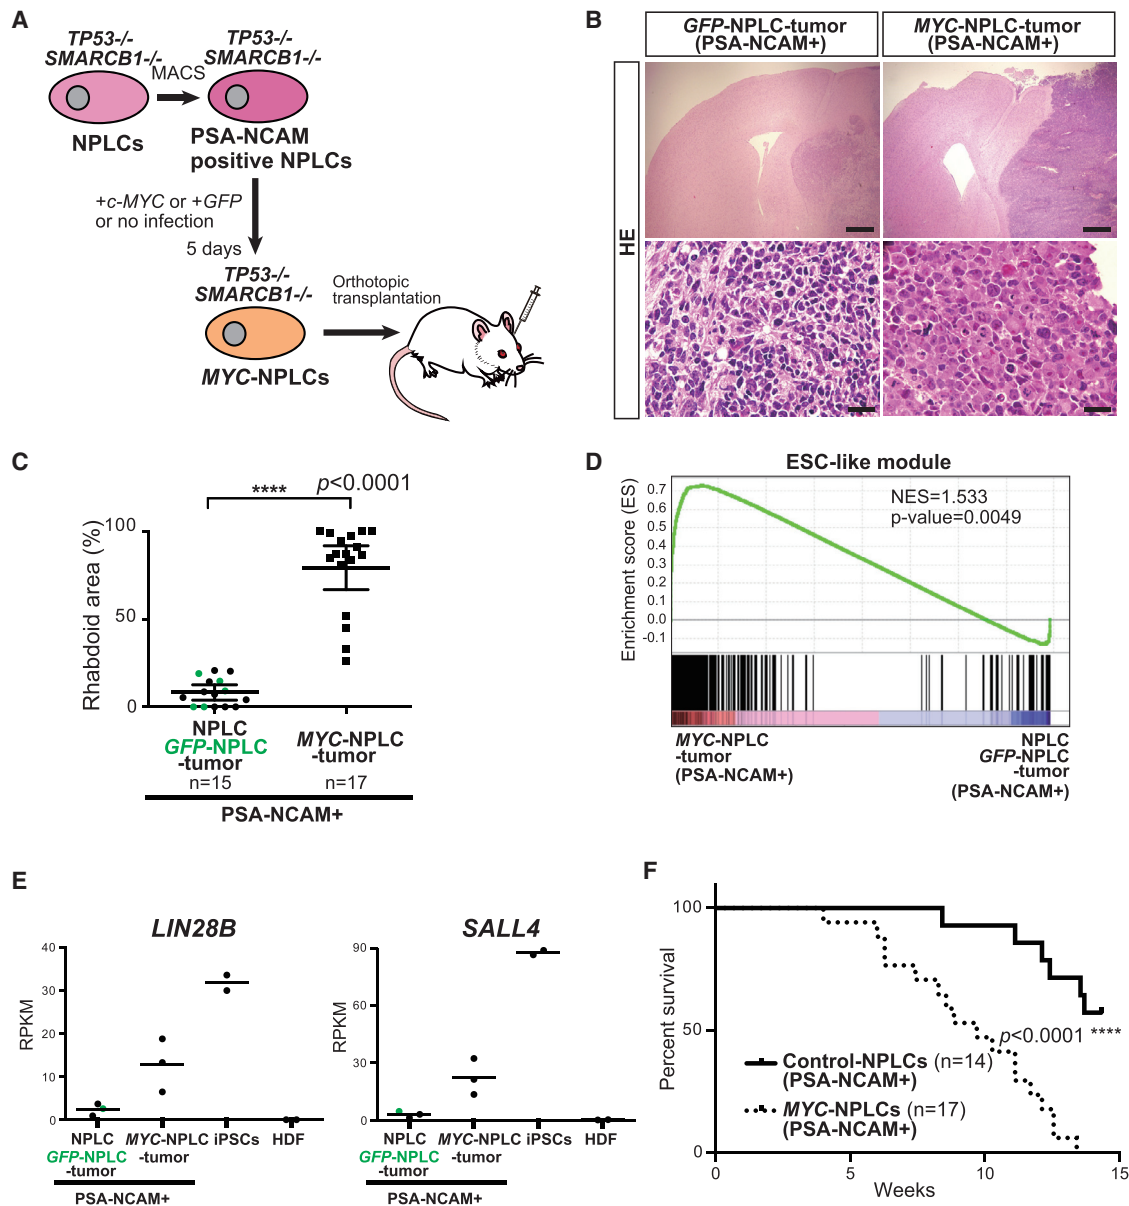 A
TP53-/-
SMARCB1-/-
TP53-/-
SMARCB1-/-
MACS
NPLCs
PSA-NCAM
positive NPLCs
+c-MYC or +GFP
or no infection
5 days
TP53-/-
SMARCB1-/-
Orthotopic
transplantation
MYC-NPLCs
B
GFP-NPLC-tumor
(PSA-NCAM+)
MYC-NPLC-tumor
(PSA-NCAM+)
HE
C
**** p<0.0001
Rhabdoid area (%)
100
50
0
NPLC
GFP-NPLC
-tumor
n=15
MYC-NPLC
-tumor
n=17
PSA-NCAM+
D
ESC-like module
NES=1.533
p-value=0.0049
Enrichment score (ES)
0.7
0.6
0.5
0.4
0.3
0.2
0.1
0.0
-0.1
MYC-NPLC
-tumor
(PSA-NCAM+)
NPLC
GFP-NPLC
-tumor
(PSA-NCAM+)
E
LIN28B
RPKM
40
30
20
10
0
NPLC
GFP-NPLC
-tumor
MYC-NPLC
-tumor
iPSCs
HDF
PSA-NCAM+
SALL4
RPKM
90
60
30
0
NPLC
GFP-NPLC
-tumor
MYC-NPLC
-tumor
iPSCs
HDF
PSA-NCAM+
F
Percent survival
100
50
0
p<0.0001 ****
Control-NPLCs (n=14)
(PSA-NCAM+)
MYC-NPLCs (n=17)
(PSA-NCAM+)
0 5 10 15
Weeks